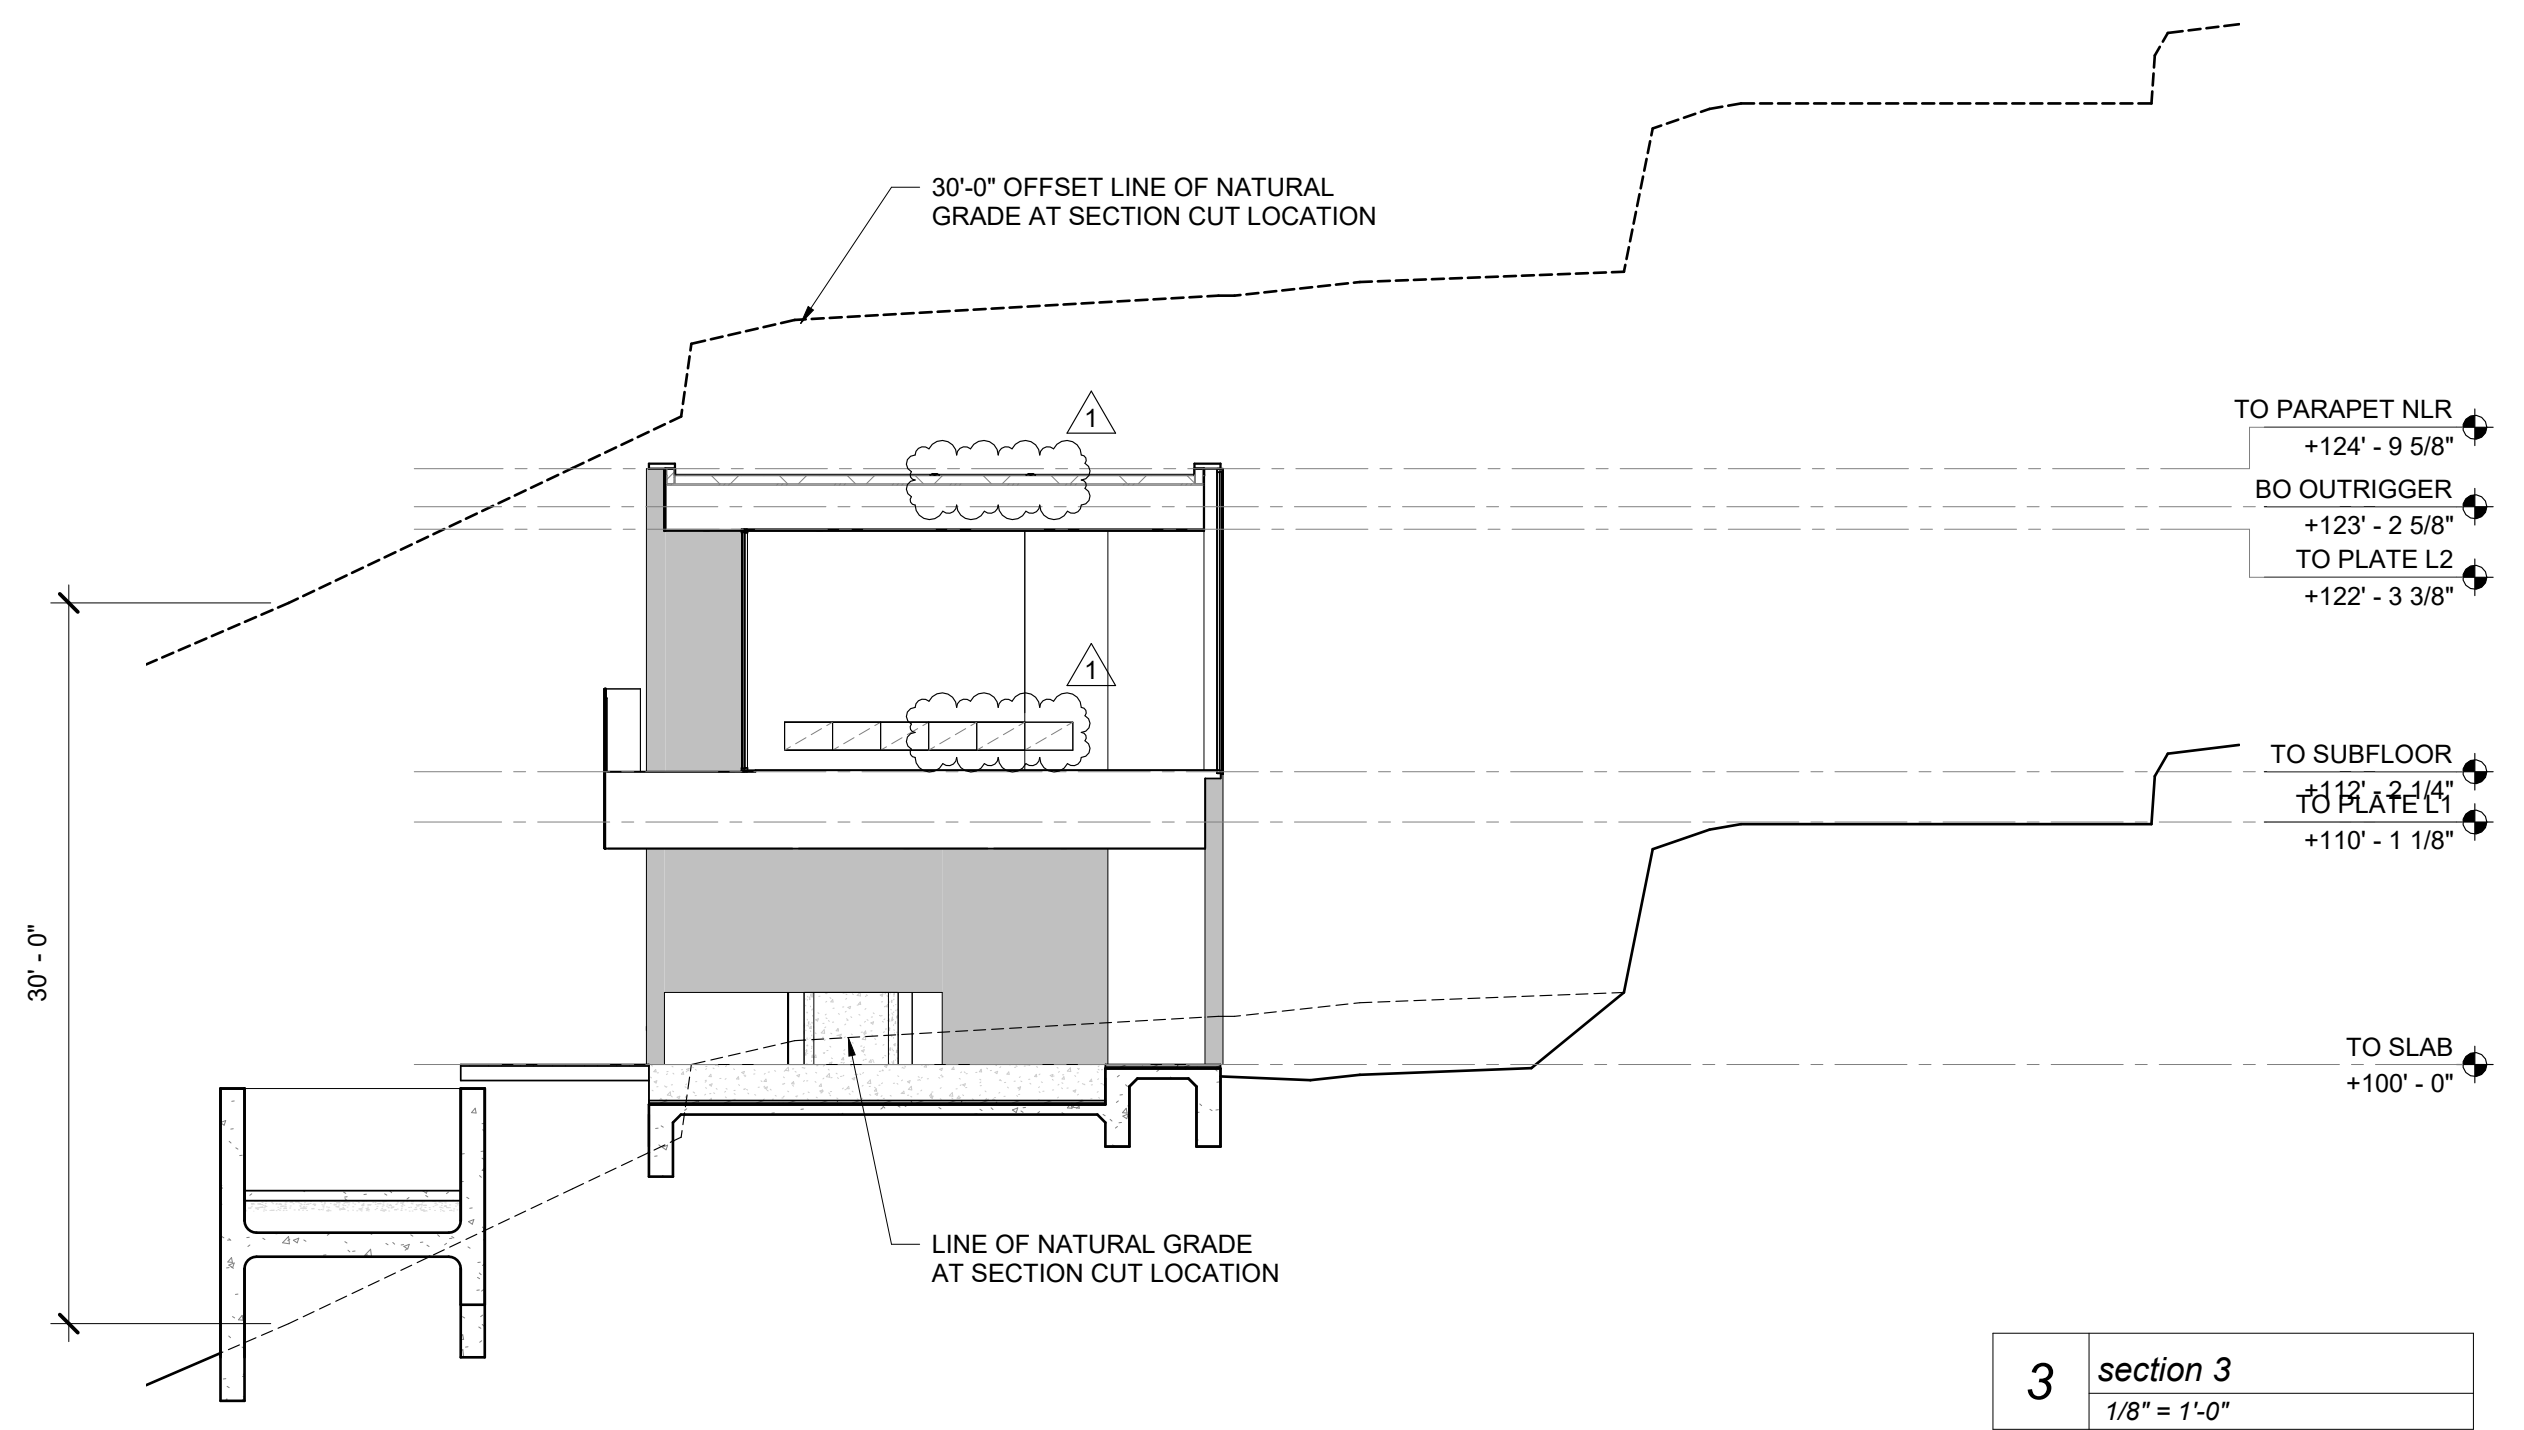 30'-0" OFFSET LINE OF NATURAL
GRADE AT SECTION CUT LOCATION
1
TO PARAPET NLR
+124' - 9 5/8"
BO OUTRIGGER
+123' - 2 5/8"
TO PLATE L2
+122' - 3 3/8"
1
TO SUBFLOOR
+112' - 2 1/4"
TO PLATE L1
+110' - 1 1/8"
30' - 0"
TO SLAB
+100' - 0"
LINE OF NATURAL GRADE
AT SECTION CUT LOCATION
3
section 3
1/8" = 1'-0"